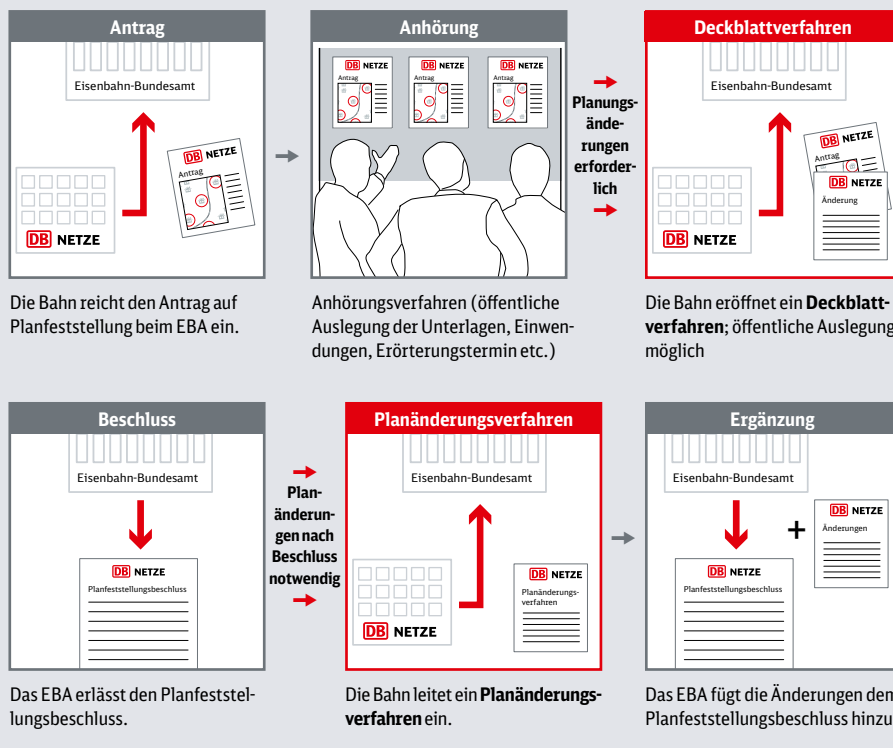 Antrag
Eisenbahn-Bundesamt
DB NETZE
Antrag
DB NETZE
Die Bahn reicht den Antrag auf
Planfeststellung beim EBA ein.
Anhörung
DB NETZE
Antrag
DB NETZE
Antrag
DB NETZE
Antrag
Anhörungsverfahren (öffentliche
Auslegung der Unterlagen, Einwen-
dungen, Erörterungstermin etc.)
Planungs-
ände-
rungen
erforder-
lich
Deckblattverfahren
Eisenbahn-Bundesamt
DB NETZE
Antrag
DB NETZE
Änderung
DB NETZE
Die Bahn eröffnet ein Deckblatt-
verfahren; öffentliche Auslegung
möglich
Beschluss
Eisenbahn-Bundesamt
DB NETZE
Planfeststellungsbeschluss
Das EBA erlässt den Planfeststel-
lungsbeschluss.
Plan-
änderun-
gen nach
Beschluss
notwendig
Planänderungsverfahren
Eisenbahn-Bundesamt
DB NETZE
Planänderungs-
verfahren
DB NETZE
Die Bahn leitet ein Planänderungs-
verfahren ein.
Ergänzung
Eisenbahn-Bundesamt
DB NETZE
Änderungen
+
DB NETZE
Planfeststellungsbeschluss
Das EBA fügt die Änderungen dem
Planfeststellungsbeschluss hinzu